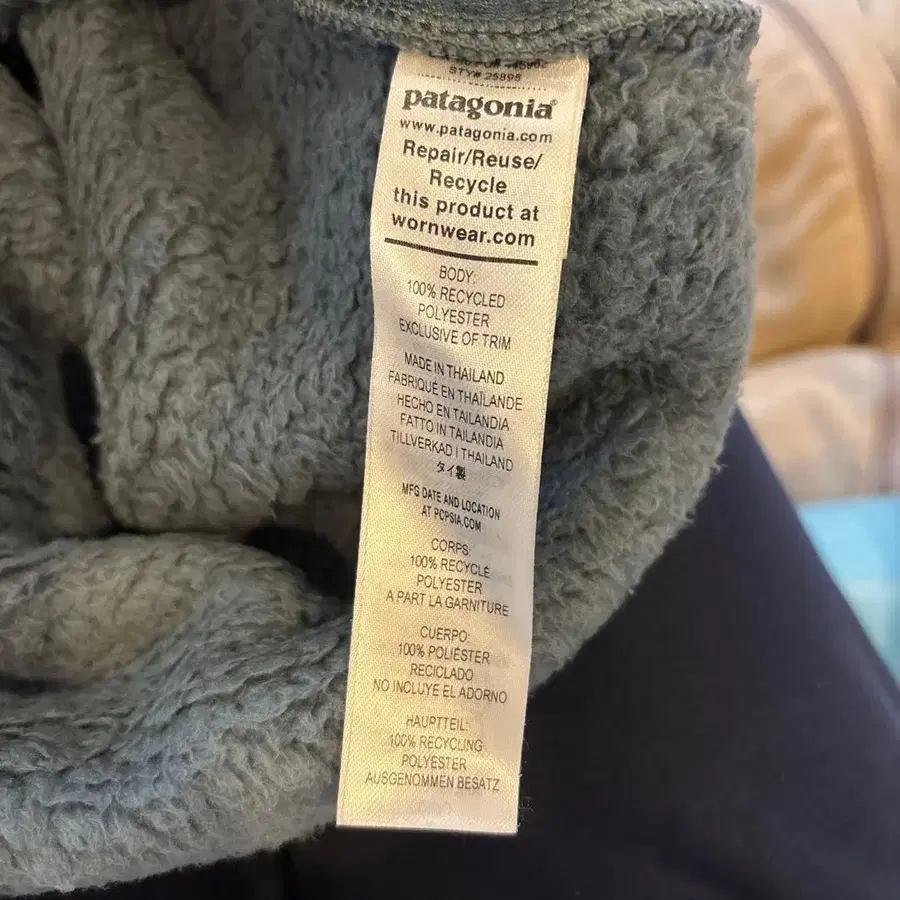 STY# 25895
patagonia®
www.patagonia.com
Repair/Reuse/
Recycle
this product at
wornwear.com
BODY:
100% RECYCLED
POLYESTER
EXCLUSIVE OF TRIM
MADE IN THAILAND
FABRIQUÉ EN THAÏLANDE
HECHO EN TAILANDIA
FATTO IN TAILANDIA
TILLVERKAD I THAILAND
タイ製
MFG DATE AND LOCATION
AT PCPSIA.COM
CORPS:
100% RECYCLÉ
POLYESTER
A PART LA GARNITURE
CUERPO:
100% POLIÉSTER
RECICLADO
NO INCLUYE EL ADORNO
HAUPTTEIL:
100% RECYCLING
POLYESTER
AUSGENOMMEN BESATZ